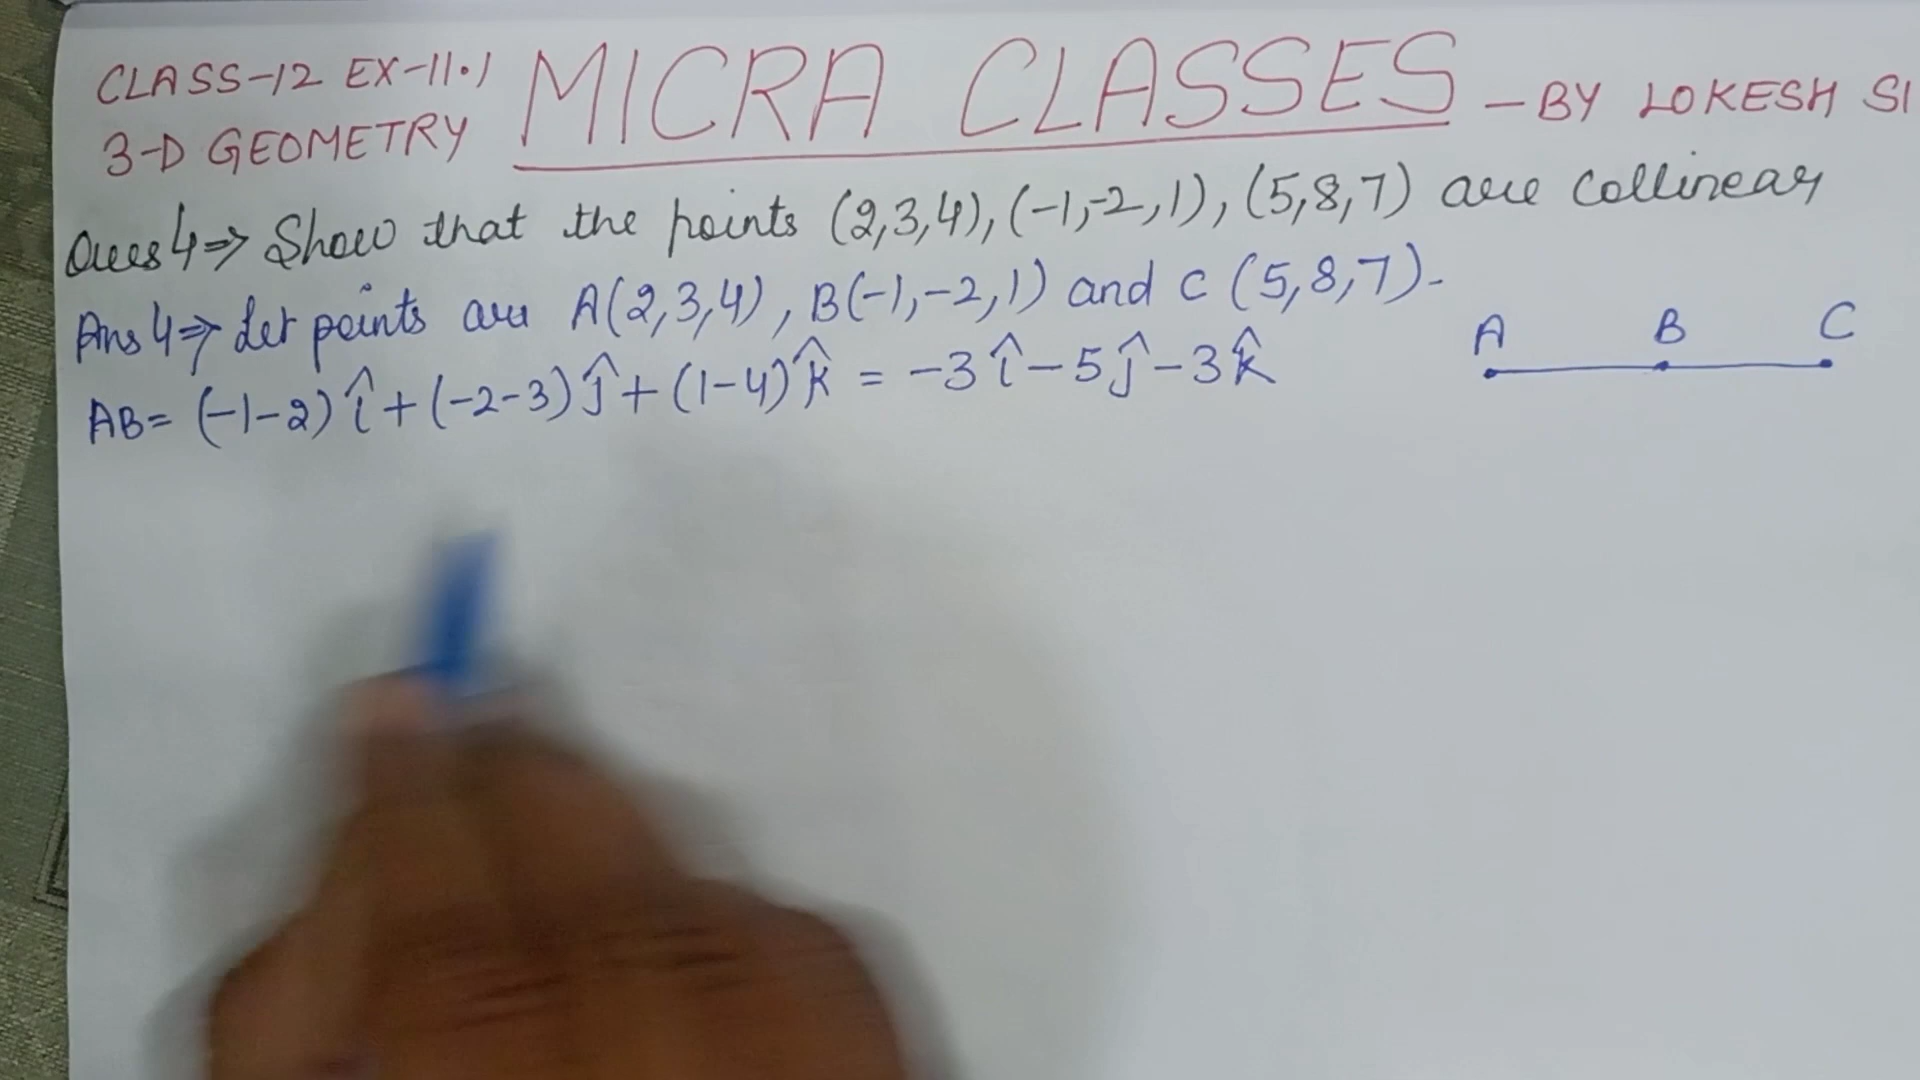 CLASS-12 EX-11.1 MICRA CLASSES - BY LOKESH SI
3-D GEOMETRY
Ques 4⇒ Show that the points (2,3,4), (-1,-2,1), (5,8,7) are collinear
Ans 4⇒ Let points are A(2,3,4), B(-1,-2,1) and C (5,8,7).
A B C
AB= (-1-2)î+(-2-3)ĵ+(1-4)k̂ = -3î-5ĵ-3k̂